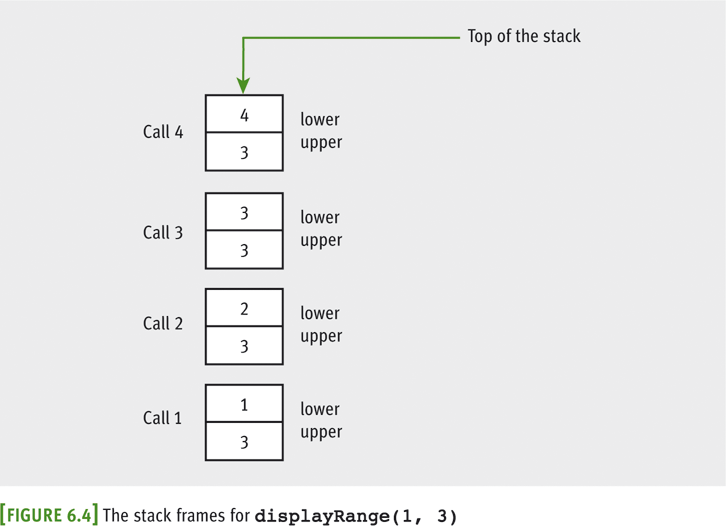 Top of the stack
Call 4
4
3
lower
upper
Call 3
3
3
lower
upper
Call 2
2
3
lower
upper
Call 1
1
3
lower
upper
[FIGURE 6.4] The stack frames for displayRange(1, 3)